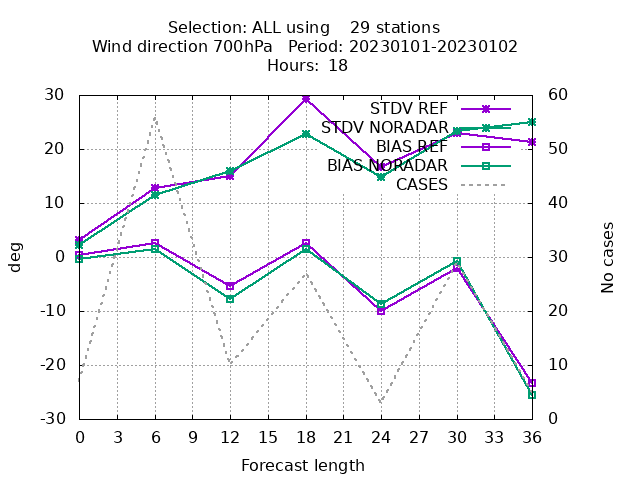 Selection: ALL using    29 stations
Wind direction 700hPa   Period: 20230101-20230102
Hours: 18
30
20
10
0
-10
-20
-30
60
50
40
30
20
10
0
0 3 6 9 12 15 18 21 24 27 30 33 36
deg
No cases
Forecast length
STDV REF
STDV NORADAR
BIAS REF
BIAS NORADAR
CASES